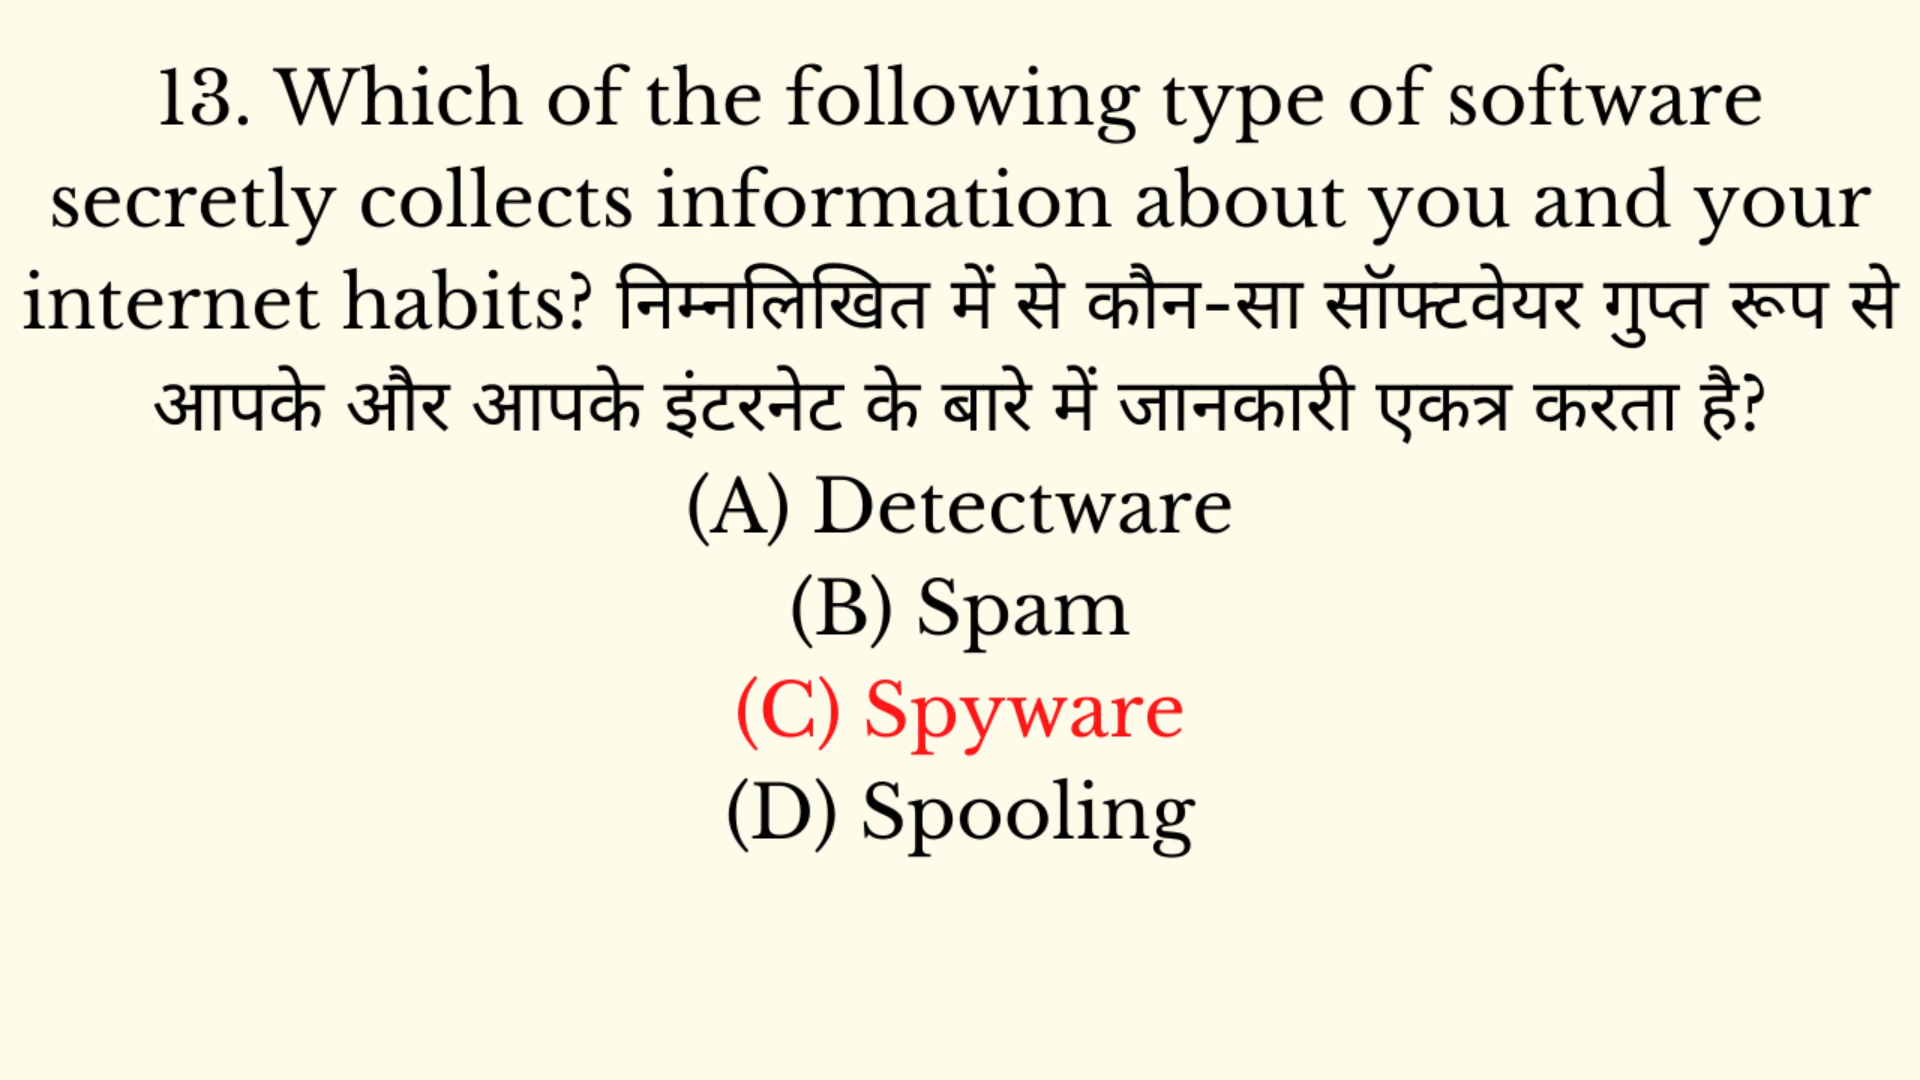 13. Which of the following type of software
secretly collects information about you and your
internet habits? निम्नलिखित में से कौन-सा सॉफ्टवेयर गुप्त रूप से
आपके और आपके इंटरनेट के बारे में जानकारी एकत्र करता है?
(A) Detectware
(B) Spam
(C) Spyware
(D) Spooling